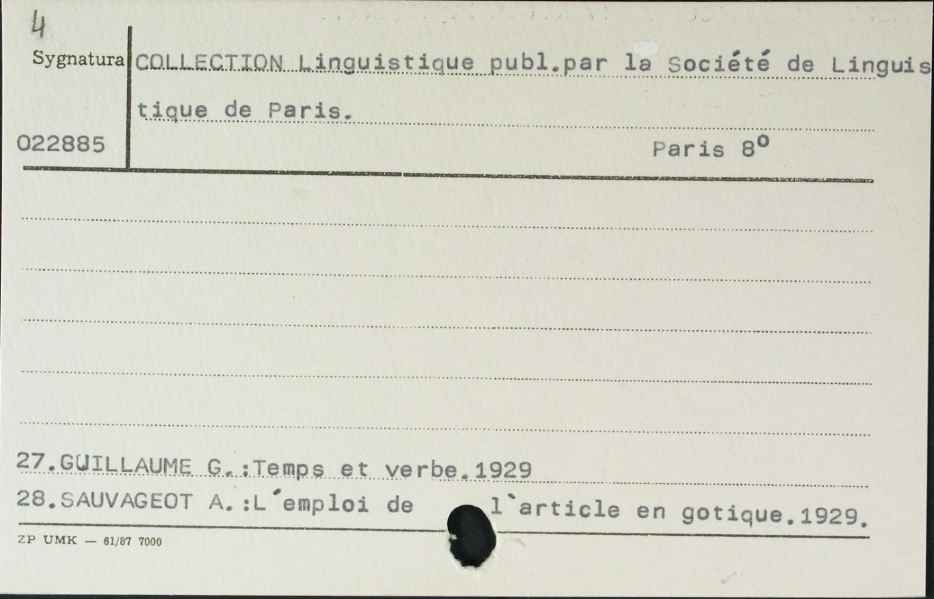 4
Sygnatura COLLECTION Linguistique publ.par la Société de Linguis
tique de Paris.
022885 Paris 8º
27.GUILLAUME G.:Temps et verbe.1929
28.SAUVAGEOT A.:L´emploi de l`article en gotique.1929.
ZP UMK — 61/87 7000